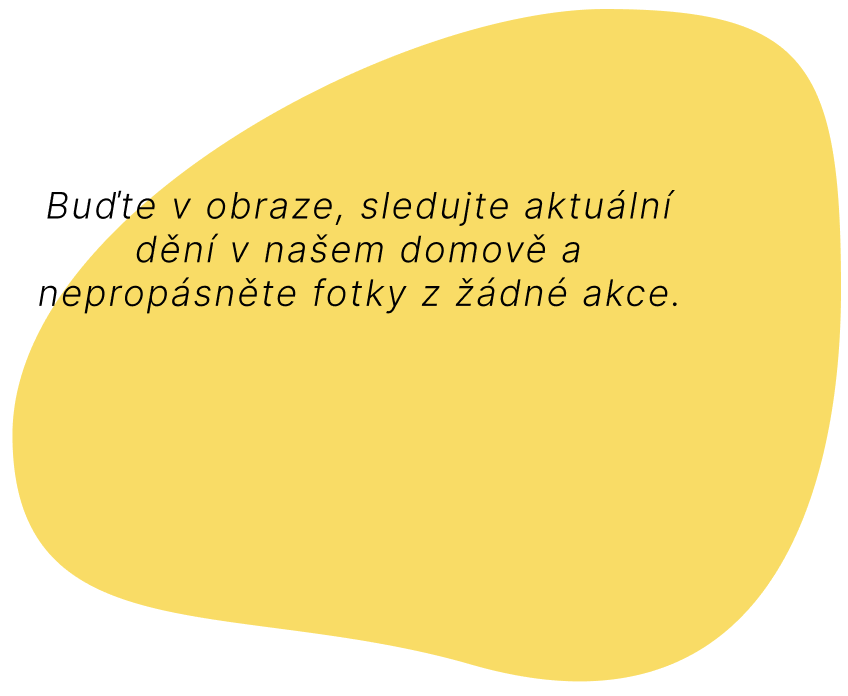 Buďte v obraze, sledujte aktuální
dění v našem domově a
nepropásněte fotky z žádné akce.